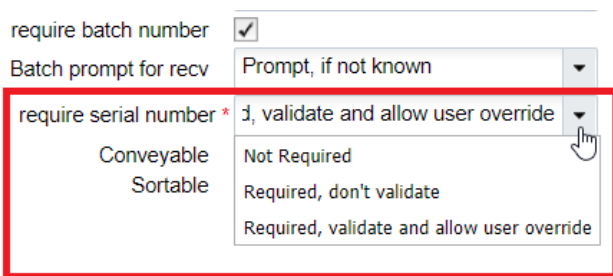 require batch number
Batch prompt for recv Prompt, if not known
require serial number * d, validate and allow user override
Conveyable Not Required
Sortable Required, don't validate
Required, validate and allow user override